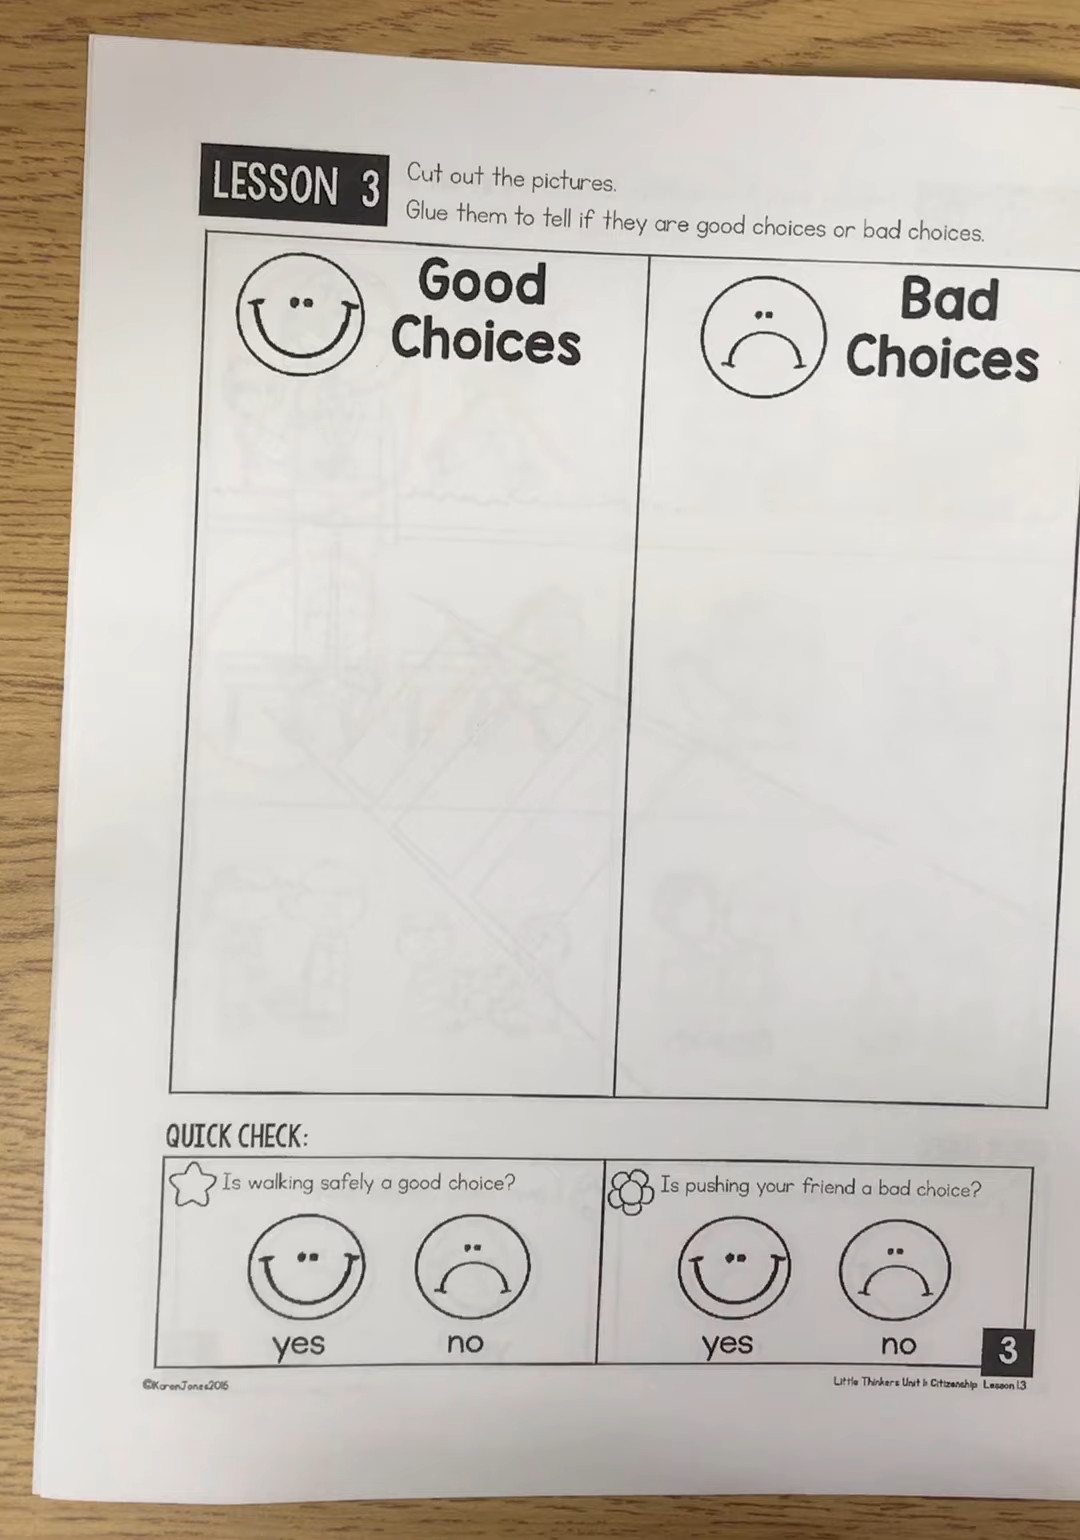 LESSON 3
Cut out the pictures.
Glue them to tell if they are good choices or bad choices.
Good
Choices
Bad
Choices
QUICK CHECK:
Is walking safely a good choice?
yes
no
Is pushing your friend a bad choice?
yes
no
3
©KarenJones2016
Little Thinkers Unit 1: Citizenship Lesson 1.3